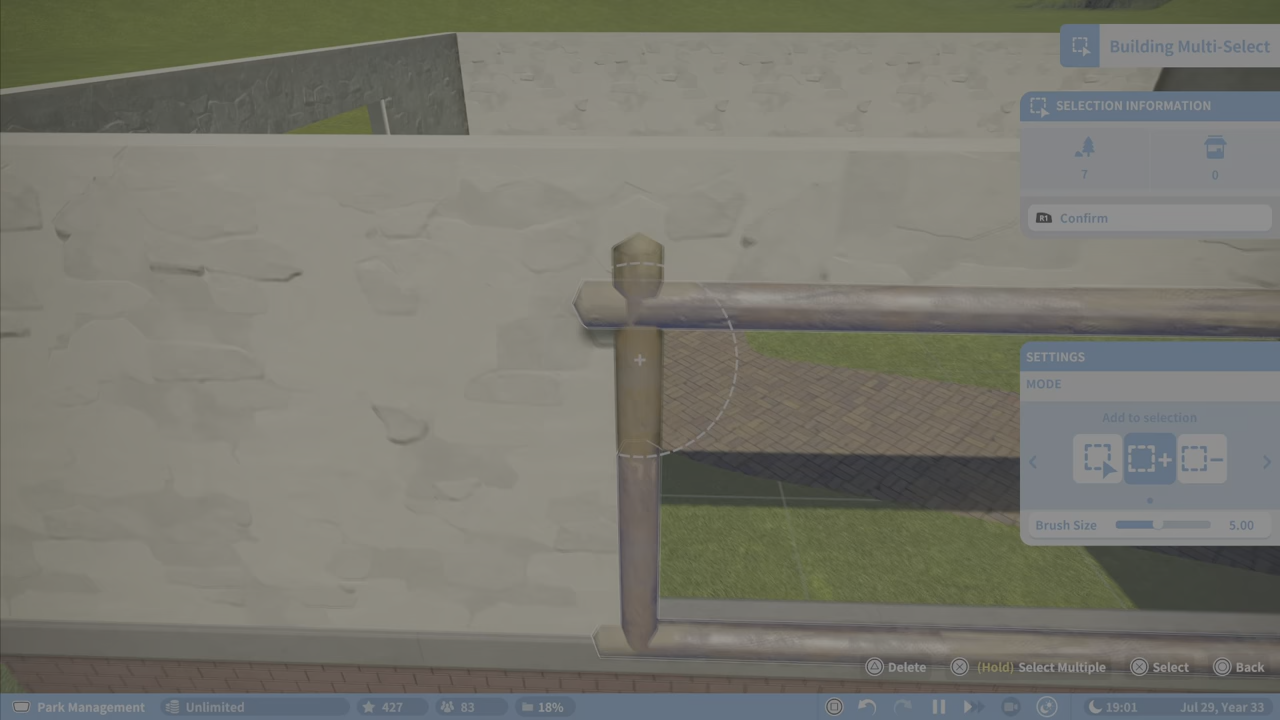 Building Multi-Select
SELECTION INFORMATION
7 0
R1 Confirm
SETTINGS
MODE
Add to selection
Brush Size 5.00
Delete (Hold) Select Multiple Select Back
Park Management Unlimited 427 83 18% 19:01 Jul 29, Year 33